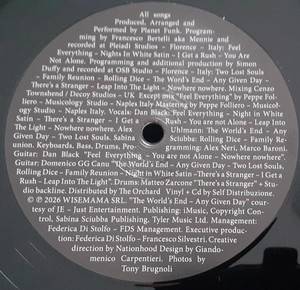 All songs
Produced, Arranged and
Performed by Planet Funk. Program-
ming by Francesco Bertelli aka Mennie and
recorded at Pleiadi Studios - Florence - Italy: Feel
Everything - Nights In White Satin - I Get a Rush - You Are
Not Alone. Programming and additional production by Simon
Duffy and recorded at OSB Studio - Florence - Italy: Two Lost Souls
- Family Reunion - Rolling Dice - The World's End - Any Given Day -
There's a Stranger - Leap Into The Light - Nowhere nowhere. Mixing Cenzo
Townshend / Decoy Studios - UK Except mix "Feel Everything" by Peppe Folliero
- Musicology Studio - Naples Italy Mastering by Peppe Folliero - Musicology
Studio - Naples Italy. Vocal: Dan Black: Feel Everything - Night in White
Satin - There's a Stranger - I Get a Rush - You are not Alone - Leap Into
The Light - Nowhere nowhere. Alex Uhlmann: The World's End - Any
Given Day - Two Lost Souls. Sabina Sciubba: Rolling Dice - Family Re-
union. Keyboards, Bass, Drums, Programming: Alex Neri, Marco Baroni.
Guitar: Dan Black "Feel Everything - You are not Alone - Nowhere nowhere".
Guitar: Domenico GG Canu "The World's End - Any Given Day - Two Lost Souls,
Rolling Dice - Family Reunion - Night in White Satin - There's a Stranger - I Get
a Rush - Leap Into The Light". Drums: Matteo Zarcone "There's a Stranger" + Stu-
dio backline. Distributed by The Orchard Vinyl + Cd by Self Distribution.
© ℗ 2026 WISEMAMA SRL. "The World's End - Any Given Day" cour-
tesy of JE - Just Entertainment. Publishing: iMusic, Copyright Con-
trol, Sabina Sciubba Publishing, Tyler Music Ltd. Management:
Federica Di Stolfo - FDS Management. Executive produc-
tion: Federica Di Stolfo - Francesco Silvestri. Creative
direction by Nationhood Design by Giando-
menico Carpentieri. Photos by
Tony Brugnoli